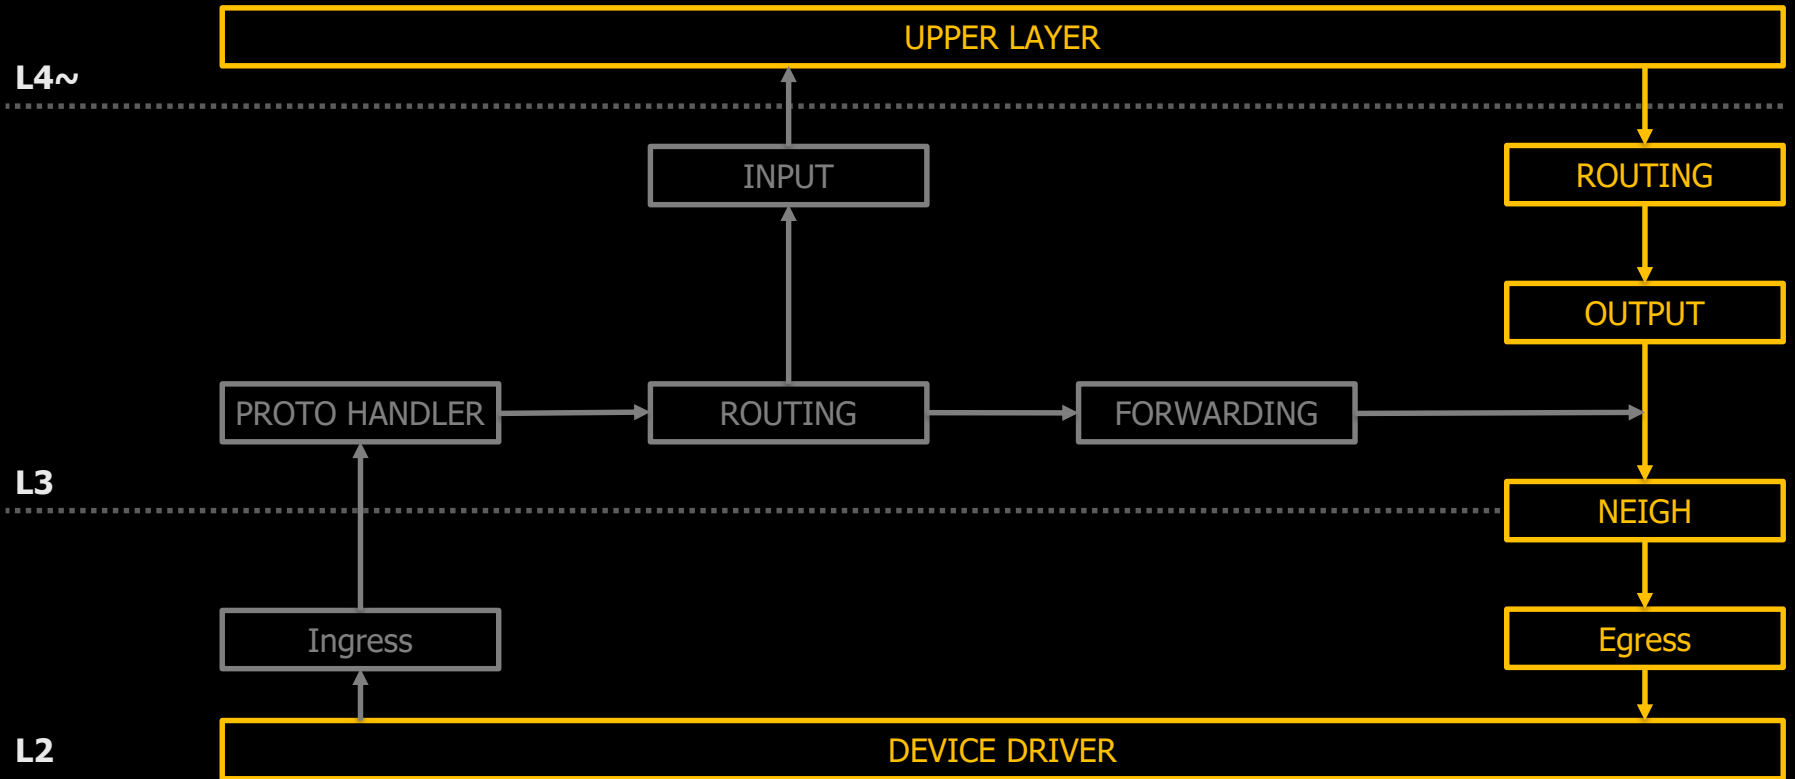 UPPER LAYER
L4~
INPUT
ROUTING
OUTPUT
PROTO HANDLER
ROUTING
FORWARDING
L3
NEIGH
Ingress
Egress
L2
DEVICE DRIVER